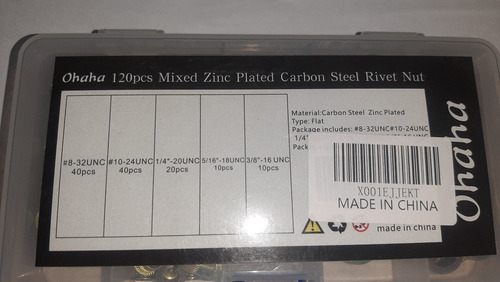 Ohaha 120pcs Mixed Zinc Plated Carbon Steel Rivet Nut
#8-32UNC
40pcs
#10-24UNC
40pcs
1/4"-20UNC
20pcs
5/16"-18UNC
10pcs
3/8"-16 UNC
10pcs
Material:Carbon Steel Zinc Plated
Type: Flat
Package includes: #8-32UNC#10-24UNC
1/4"
Pack
X001EJJEKT
MADE IN CHINA
MADE IN CHINA
Ohaha